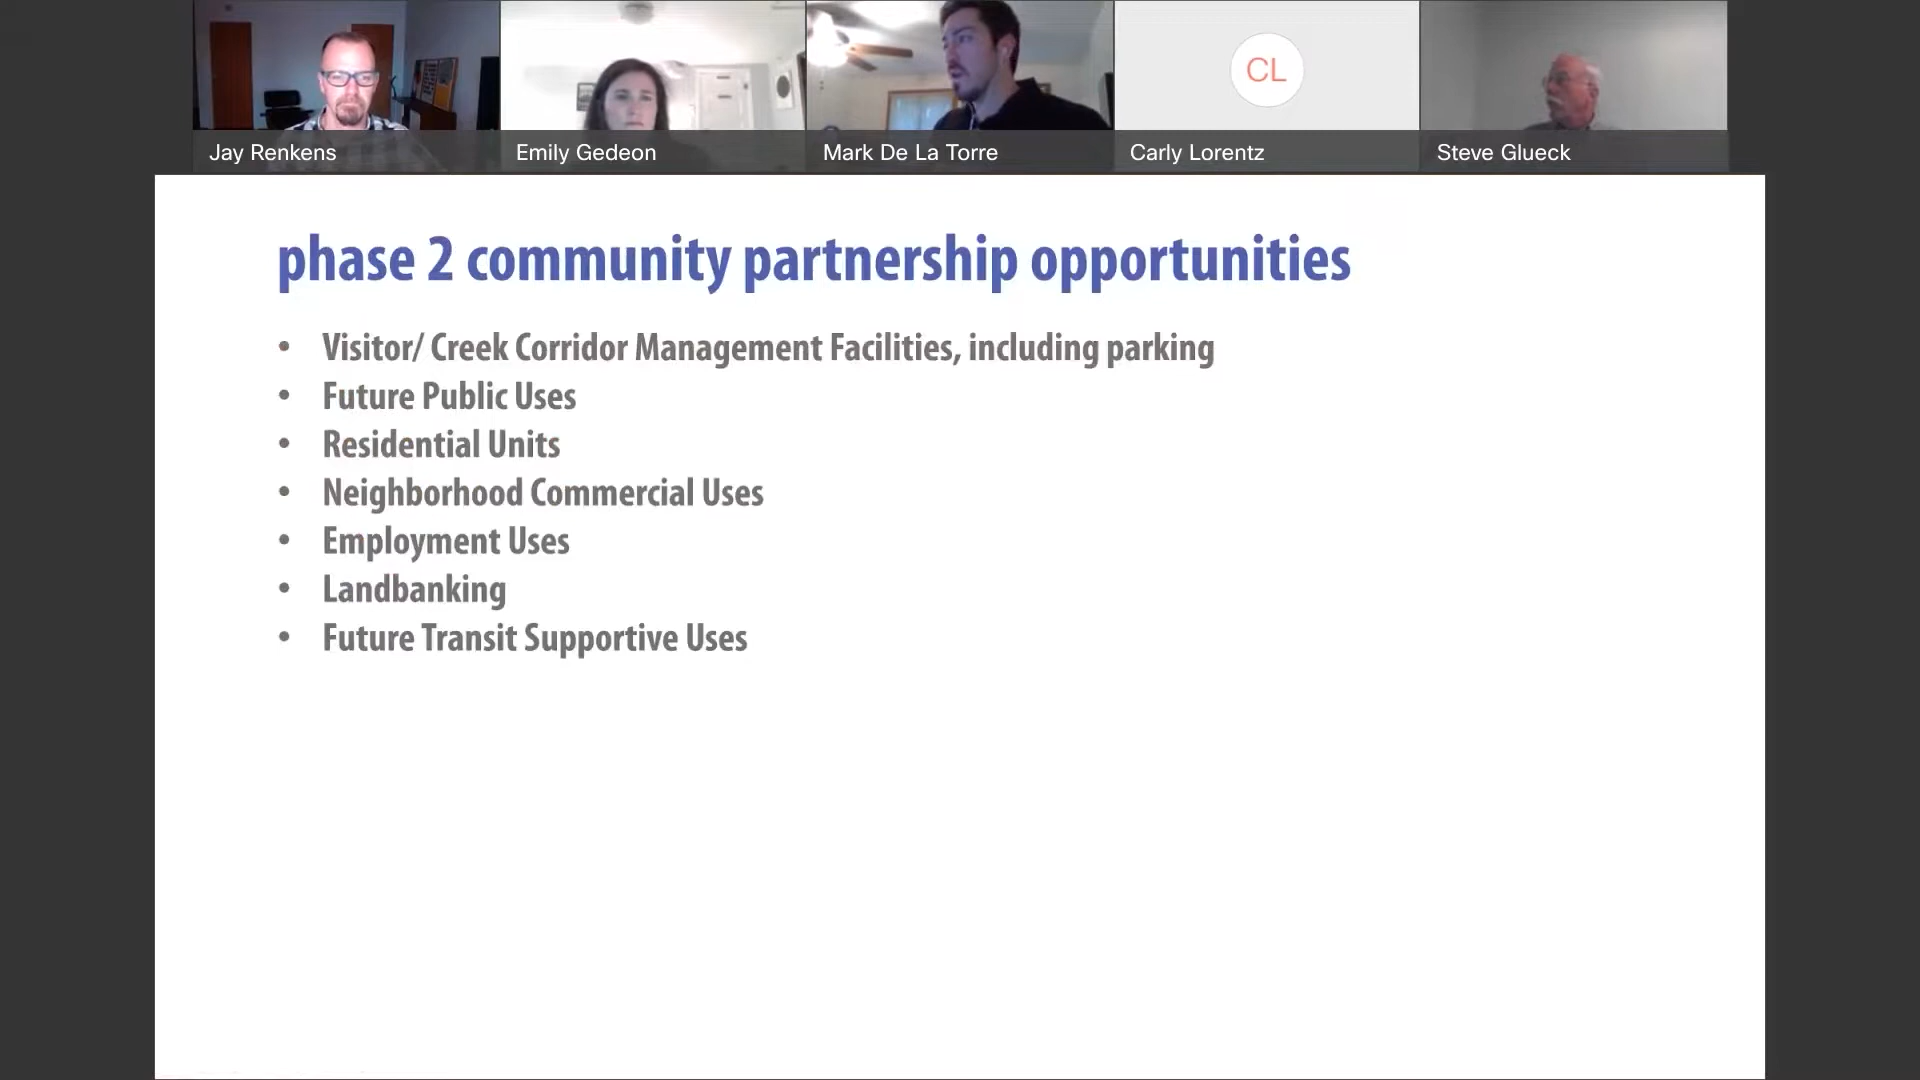 CL
Jay Renkens
Emily Gedeon
Mark De La Torre
Carly Lorentz
Steve Glueck
phase 2 community partnership opportunities
• Visitor/ Creek Corridor Management Facilities, including parking
• Future Public Uses
• Residential Units
• Neighborhood Commercial Uses
• Employment Uses
• Landbanking
• Future Transit Supportive Uses